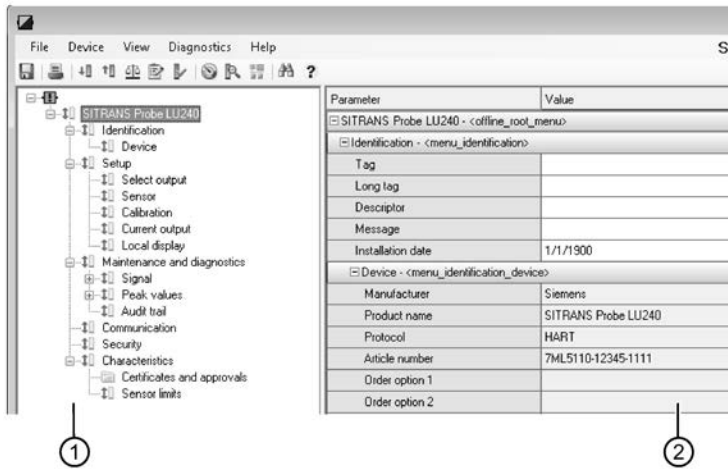 File Device View Diagnostics Help
S
?
SITRANS Probe LU240
Identification
Device
Setup
Select output
Sensor
Calibration
Current output
Local display
Maintenance and diagnostics
Signal
Peak values
Audit trail
Communication
Security
Characteristics
Certificates and approvals
Sensor limits
Parameter Value
SITRANS Probe LU240 - <offline_root_menu>
Identification - <menu_identification>
Tag
Long tag
Descriptor
Message
Installation date 1/1/1900
Device - <menu_identification_device>
Manufacturer Siemens
Product name SITRANS Probe LU240
Protocol HART
Article number 7ML5110-12345-1111
Order option 1
Order option 2
1
2